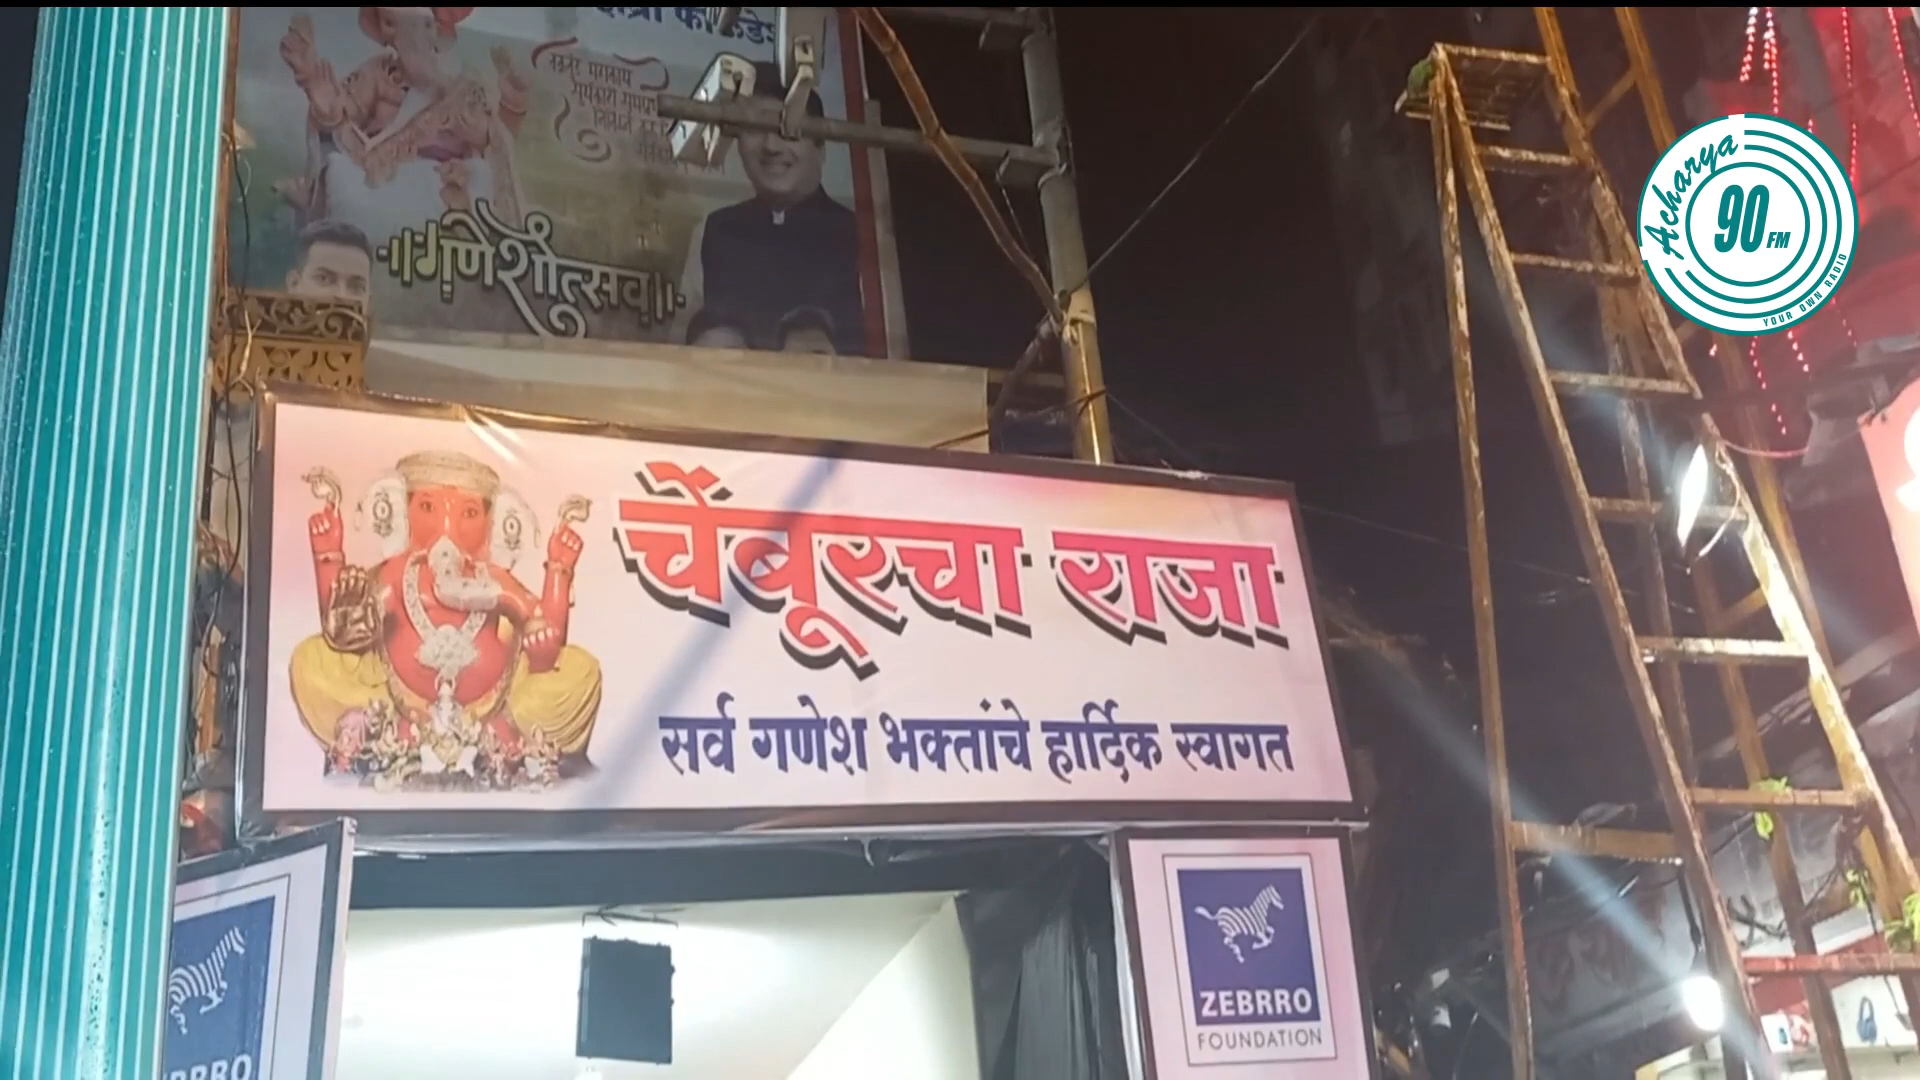 ॥गणेशोत्सव॥
Acharya
90 FM
YOUR OWN RADIO
चेंबूरचा राजा
सर्व गणेश भक्तांचे हार्दिक स्वागत
ZEBRRO
FOUNDATION